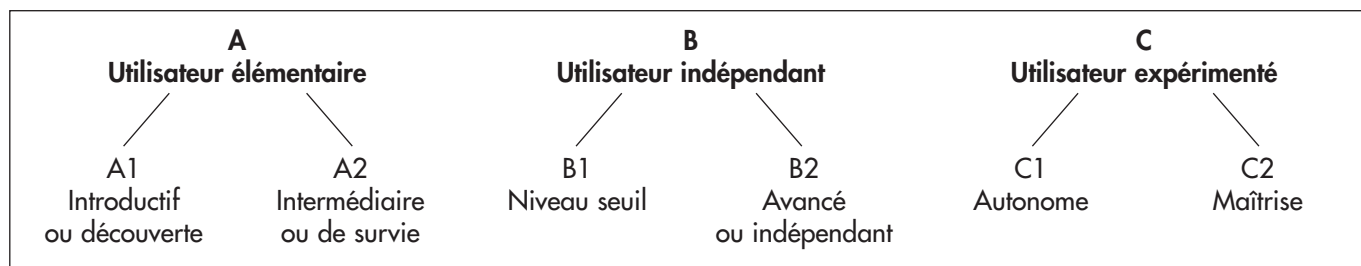 A
Utilisateur élémentaire
B
Utilisateur indépendant
C
Utilisateur expérimenté
A1
Introductif
ou découverte
A2
Intermédiaire
ou de survie
B1
Niveau seuil
B2
Avancé
ou indépendant
C1
Autonome
C2
Maîtrise